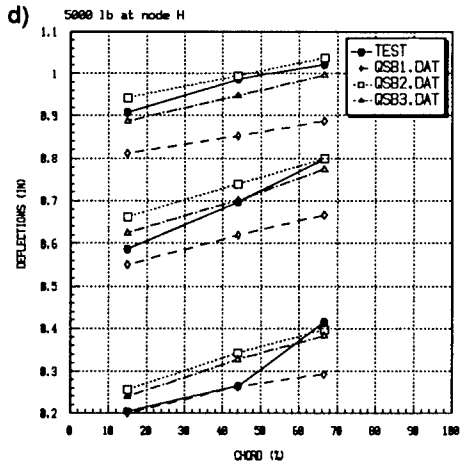 d) 5000 lb at node H
1.1
1
0.9
0.8
0.7
0.6
0.5
0.4
0.3
0.2
DEFLECTIONS (IN)
TEST
QSB1.DAT
QSB2.DAT
QSB3.DAT
0 10 20 30 40 50 60 70 80 90 100
CHORD (%)